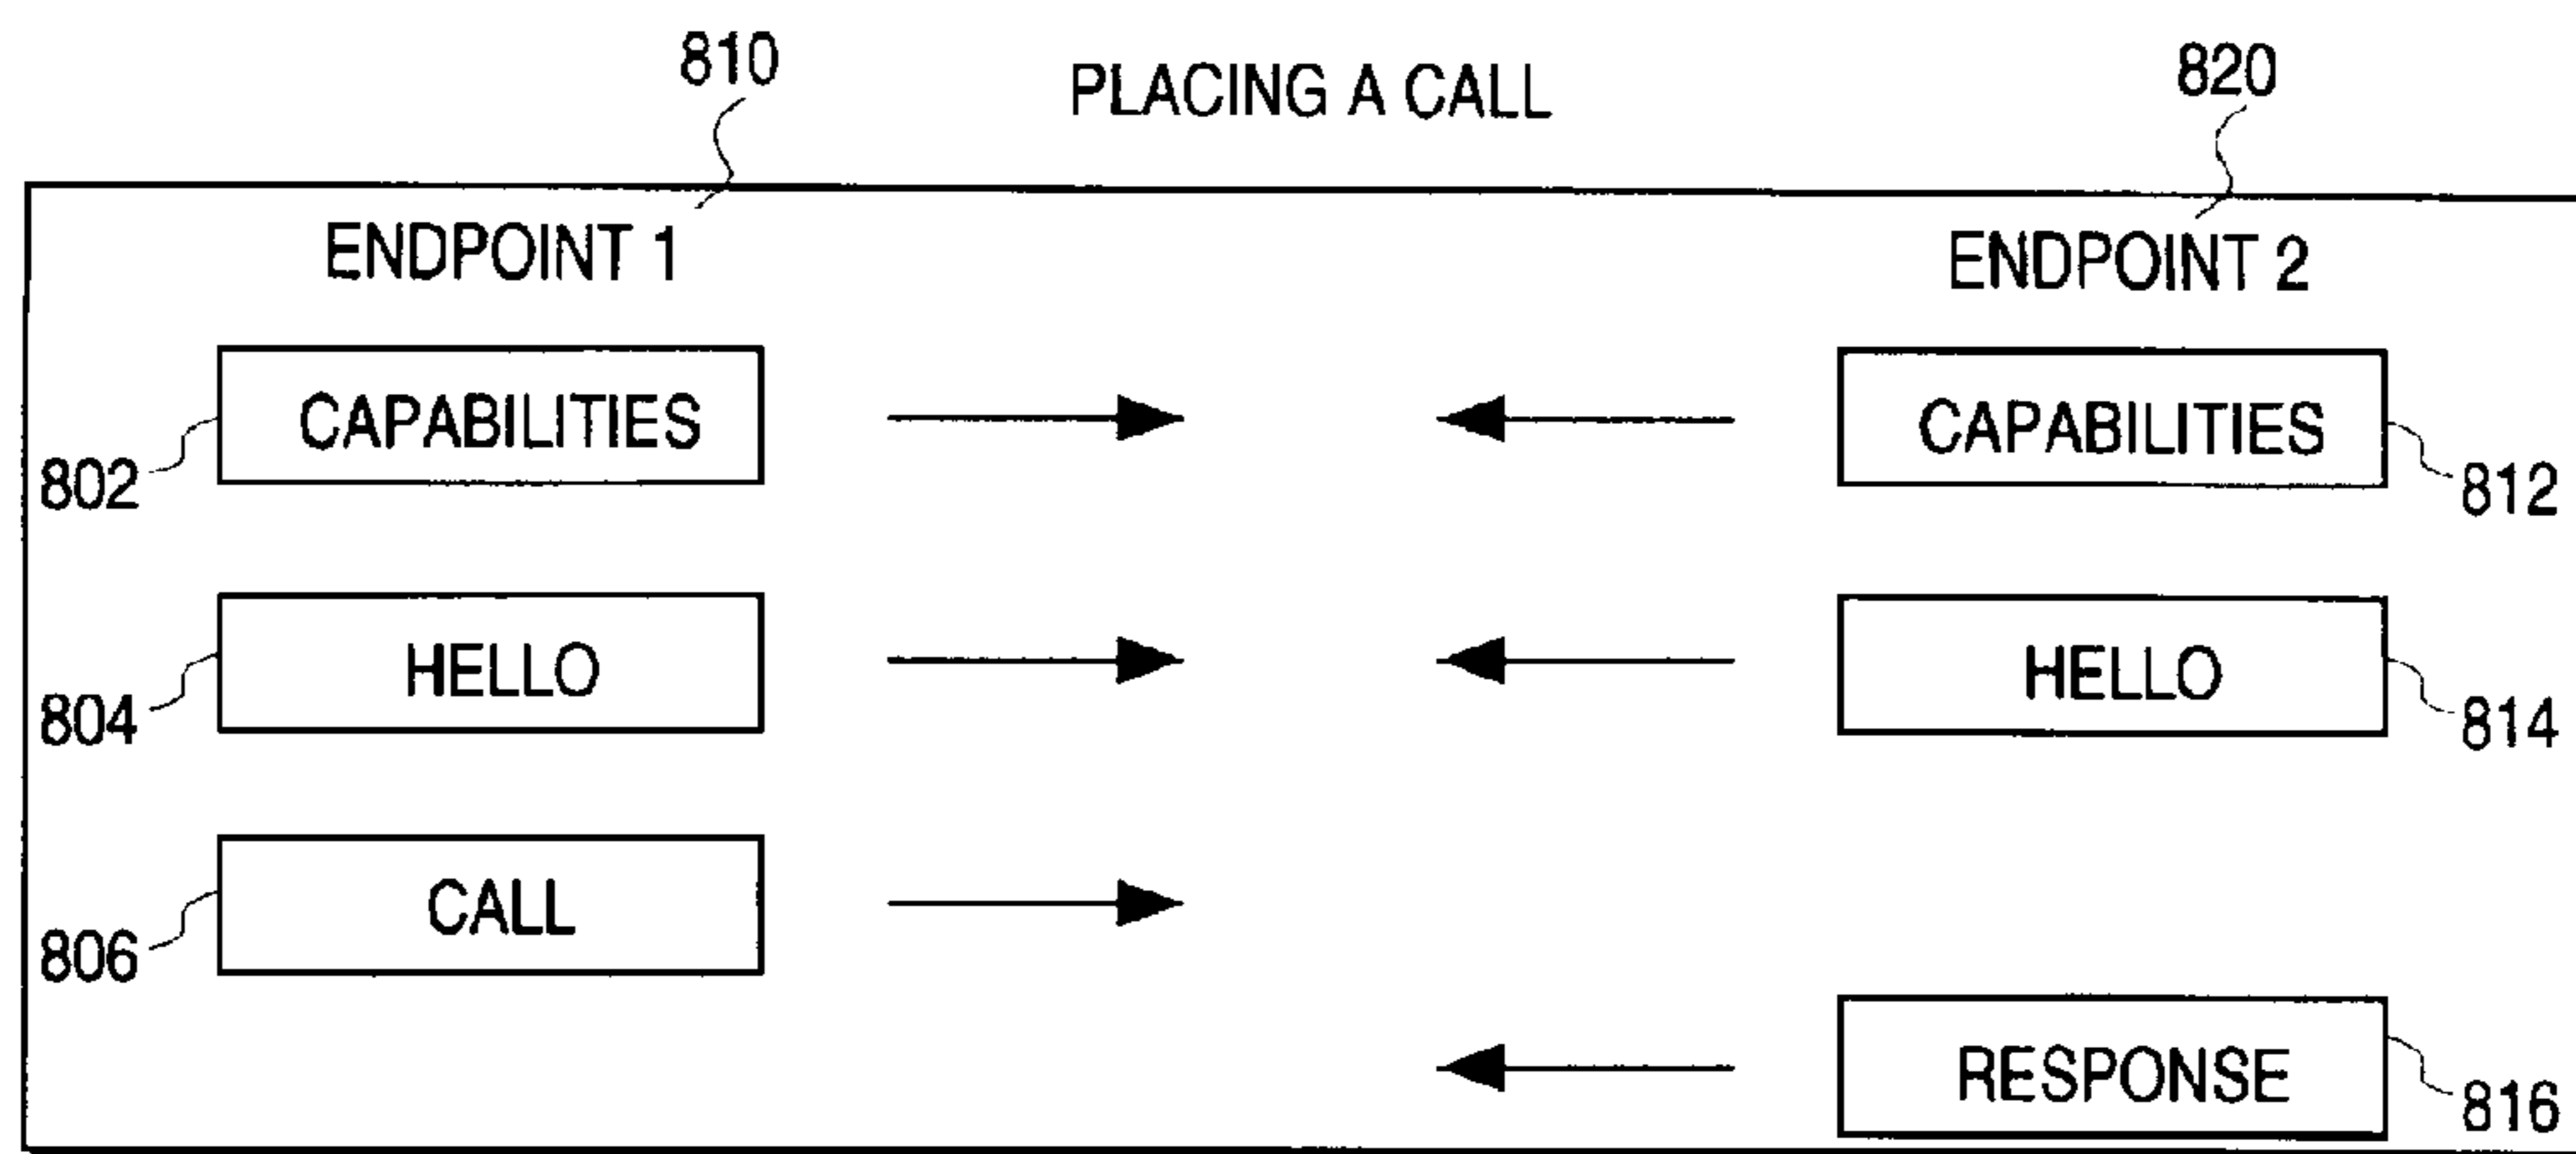 810
PLACING A CALL
820
ENDPOINT 1
ENDPOINT 2
CAPABILITIES
CAPABILITIES
802
812
HELLO
HELLO
804
814
CALL
806
RESPONSE
816